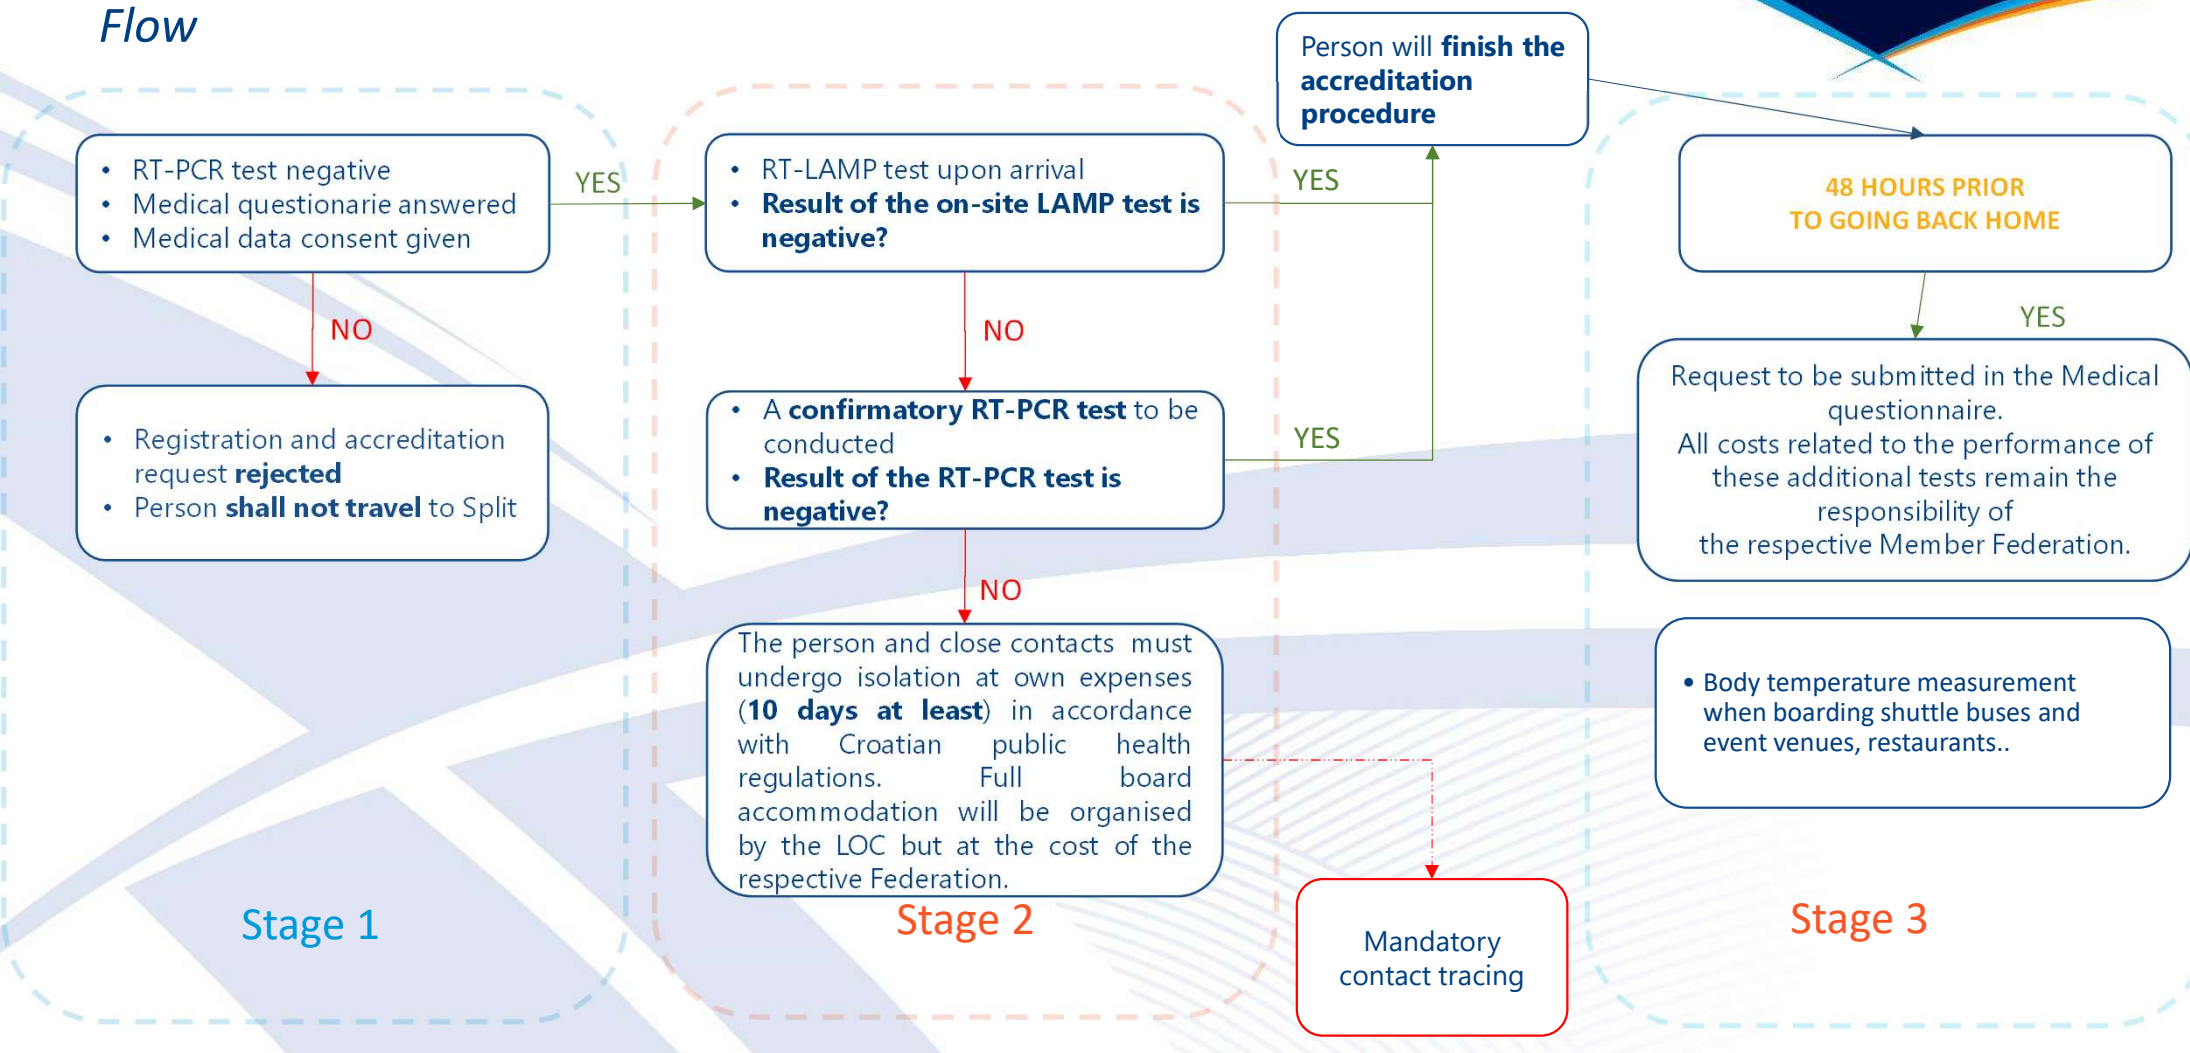 Flow
• RT-PCR test negative
• Medical questionarie answered
• Medical data consent given
YES
NO
• Registration and accreditation
request rejected
• Person shall not travel to Split
Stage 1
• RT-LAMP test upon arrival
• Result of the on-site LAMP test is
negative?
YES
NO
• A confirmatory RT-PCR test to be
conducted
• Result of the RT-PCR test is
negative?
YES
NO
The person and close contacts must
undergo isolation at own expenses
(10 days at least) in accordance
with Croatian public health
regulations. Full board
accommodation will be organised
by the LOC but at the cost of the
respective Federation.
Stage 2
Person will finish the
accreditation
procedure
Mandatory
contact tracing
48 HOURS PRIOR
TO GOING BACK HOME
YES
Request to be submitted in the Medical
questionnaire.
All costs related to the performance of
these additional tests remain the
responsibility of
the respective Member Federation.
• Body temperature measurement
when boarding shuttle buses and
event venues, restaurants..
Stage 3